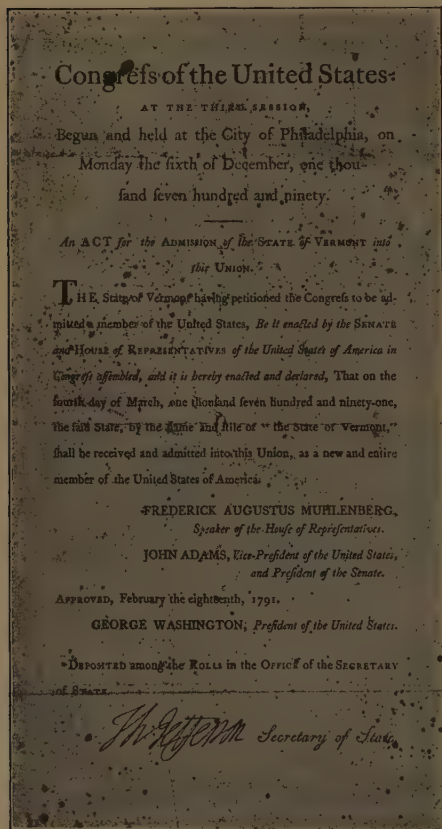 Congreſs of the United States:
AT THE THIRD SESSION,
Begun and held at the City of Philadelphia, on
Monday the ſixth of December, one thou-
ſand ſeven hundred and ninety.
An ACT for the ADMISSION of the STATE of VERMONT into
this UNION.
THE State of Vermont having petitioned the Congreſs to be ad-
mitted a member of the United States, Be it enacted by the SENATE
and HOUSE of REPRESENTATIVES of the United States of America in
Congreſs aſſembled, and it is hereby enacted and declared, That on the
fourth day of March, one thouſand ſeven hundred and ninety-one,
the ſaid State, by the name and ſtile of "the State of Vermont,"
ſhall be received and admitted into this Union, as a new and entire
member of the United States of America.
FREDERICK AUGUSTUS MUHLENBERG,
Speaker of the Houſe of Repreſentatives.
JOHN ADAMS, Vice-Preſident of the United States,
and Preſident of the Senate.
APPROVED, February the eighteenth, 1791.
GEORGE WASHINGTON, Preſident of the United States.
DEPOSITED among the ROLLS in the OFFICE of the SECRETARY
of STATE.
Th: Jefferson Secretary of State